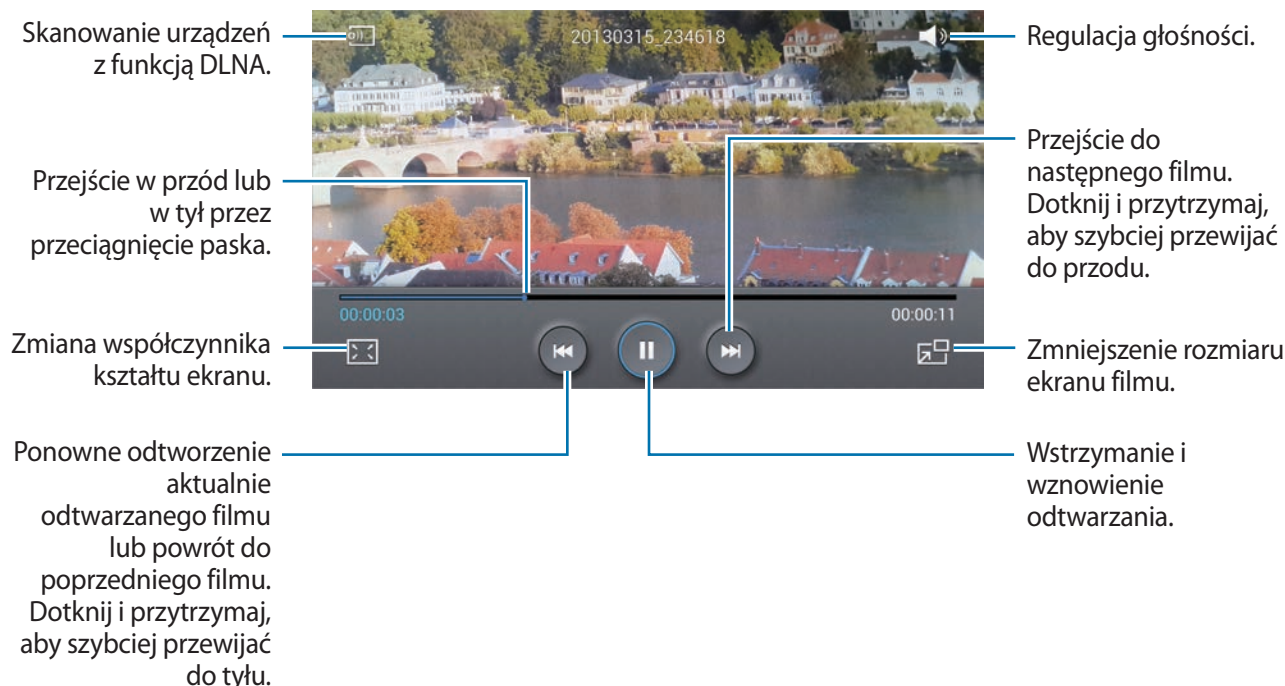 Skanowanie urządzeń
z funkcją DLNA.
20130315_234618
Regulacja głośności.
Przejście w przód lub
w tył przez
przeciągnięcie paska.
Przejście do
następnego filmu.
Dotknij i przytrzymaj,
aby szybciej przewijać
do przodu.
00:00:03
00:00:11
Zmiana współczynnika
kształtu ekranu.
Zmniejszenie rozmiaru
ekranu filmu.
Ponowne odtworzenie
aktualnie
odtwarzanego filmu
lub powrót do
poprzedniego filmu.
Dotknij i przytrzymaj,
aby szybciej przewijać
do tyłu.
Wstrzymanie i
wznowienie
odtwarzania.